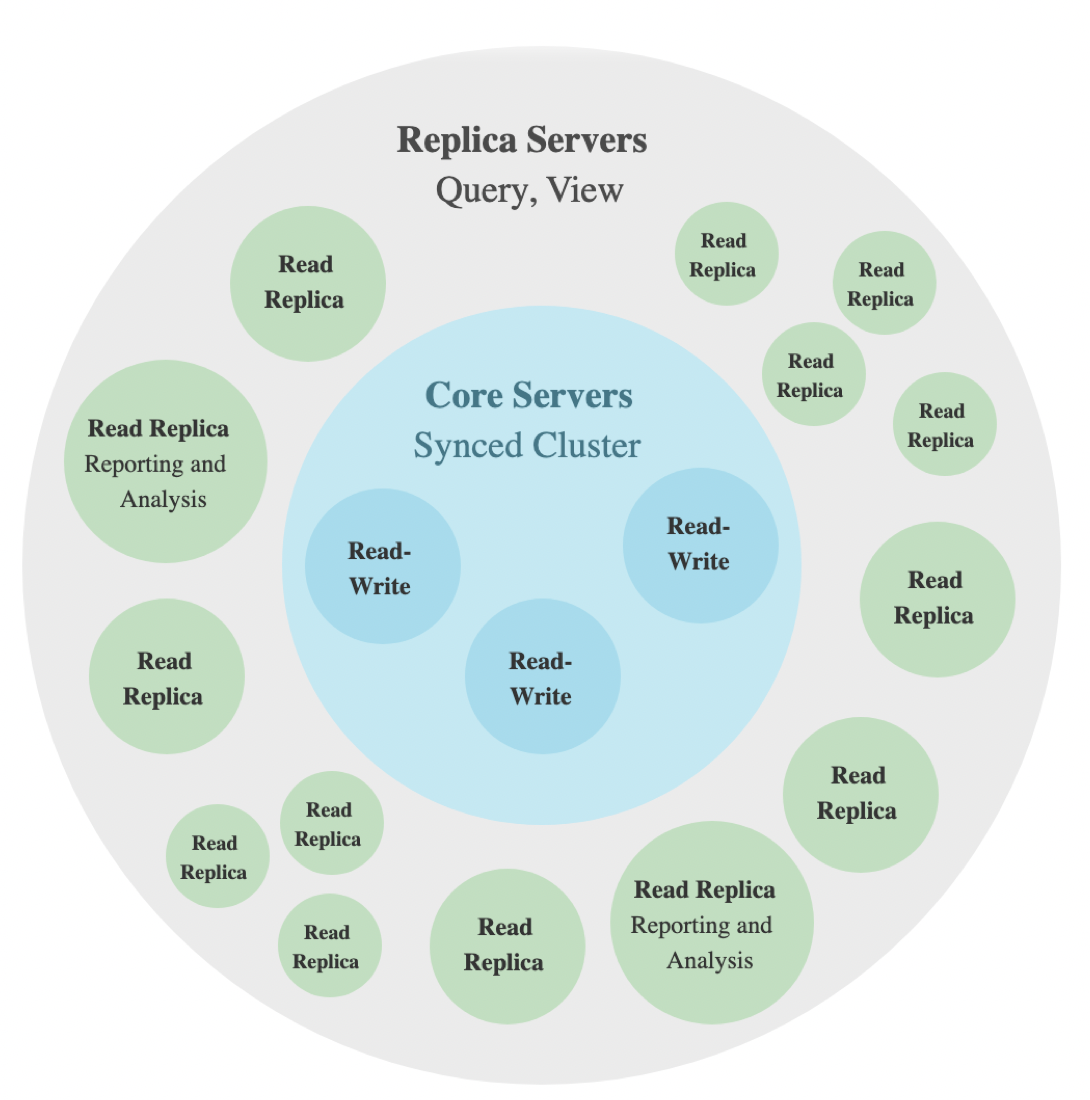 Replica Servers
Query, View
Read
Replica
Read
Replica
Read
Replica
Read
Replica
Read
Replica
Read Replica
Reporting and
Analysis
Core Servers
Synced Cluster
Read-
Write
Read-
Write
Read-
Write
Read
Replica
Read
Replica
Read
Replica
Read
Replica
Read
Replica
Read
Replica
Read
Replica
Read Replica
Reporting and
Analysis